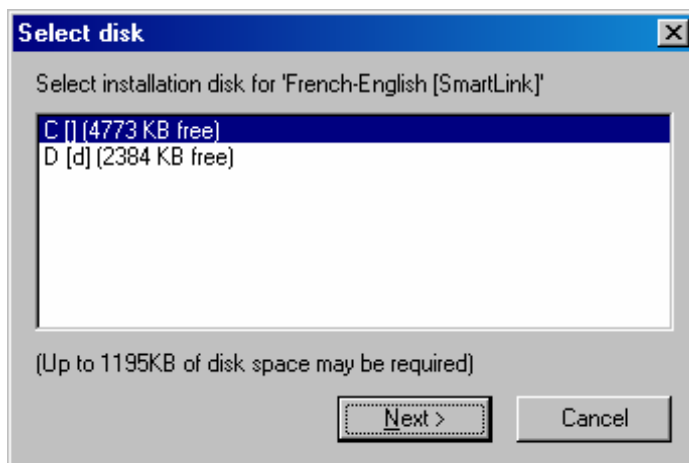 Select disk
Select installation disk for 'French-English [SmartLink]'
C [] (4773 KB free)
D [d] (2384 KB free)
(Up to 1195KB of disk space may be required)
Next >
Cancel